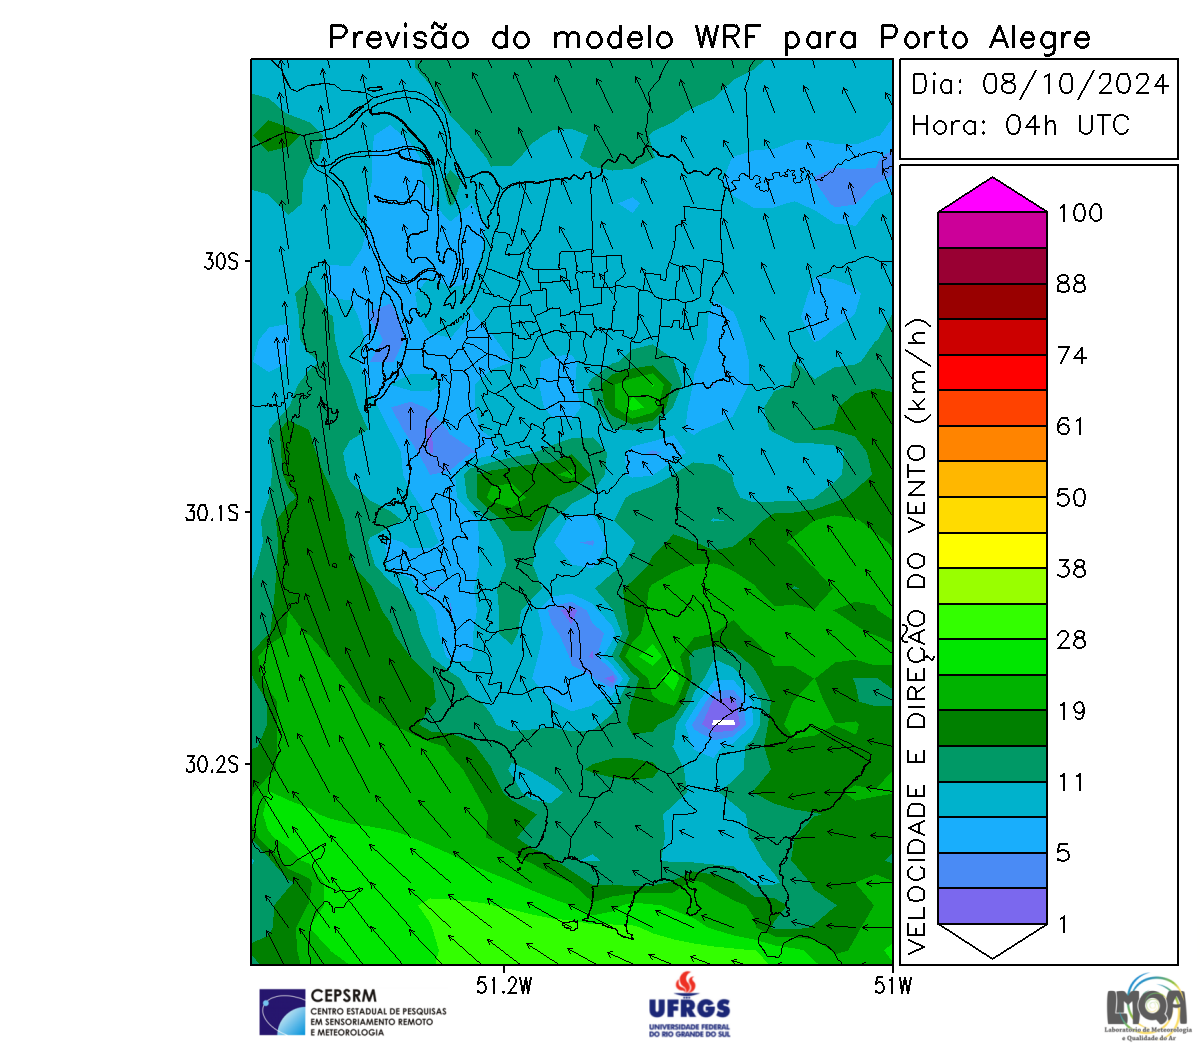 Previsão do modelo WRF para Porto Alegre
Dia: 08/10/2024
Hora: 04h UTC
30S
30.1S
30.2S
51.2W
51W
VELOCIDADE E DIREÇÃO DO VENTO (km/h)
100
88
74
61
50
38
28
19
11
5
1
CEPSRM
CENTRO ESTADUAL DE PESQUISAS
EM SENSORIAMENTO REMOTO
E METEOROLOGIA
UFRGS
UNIVERSIDADE FEDERAL
DO RIO GRANDE DO SUL
LMQA
Laboratório de Meteorologia
e Qualidade do Ar